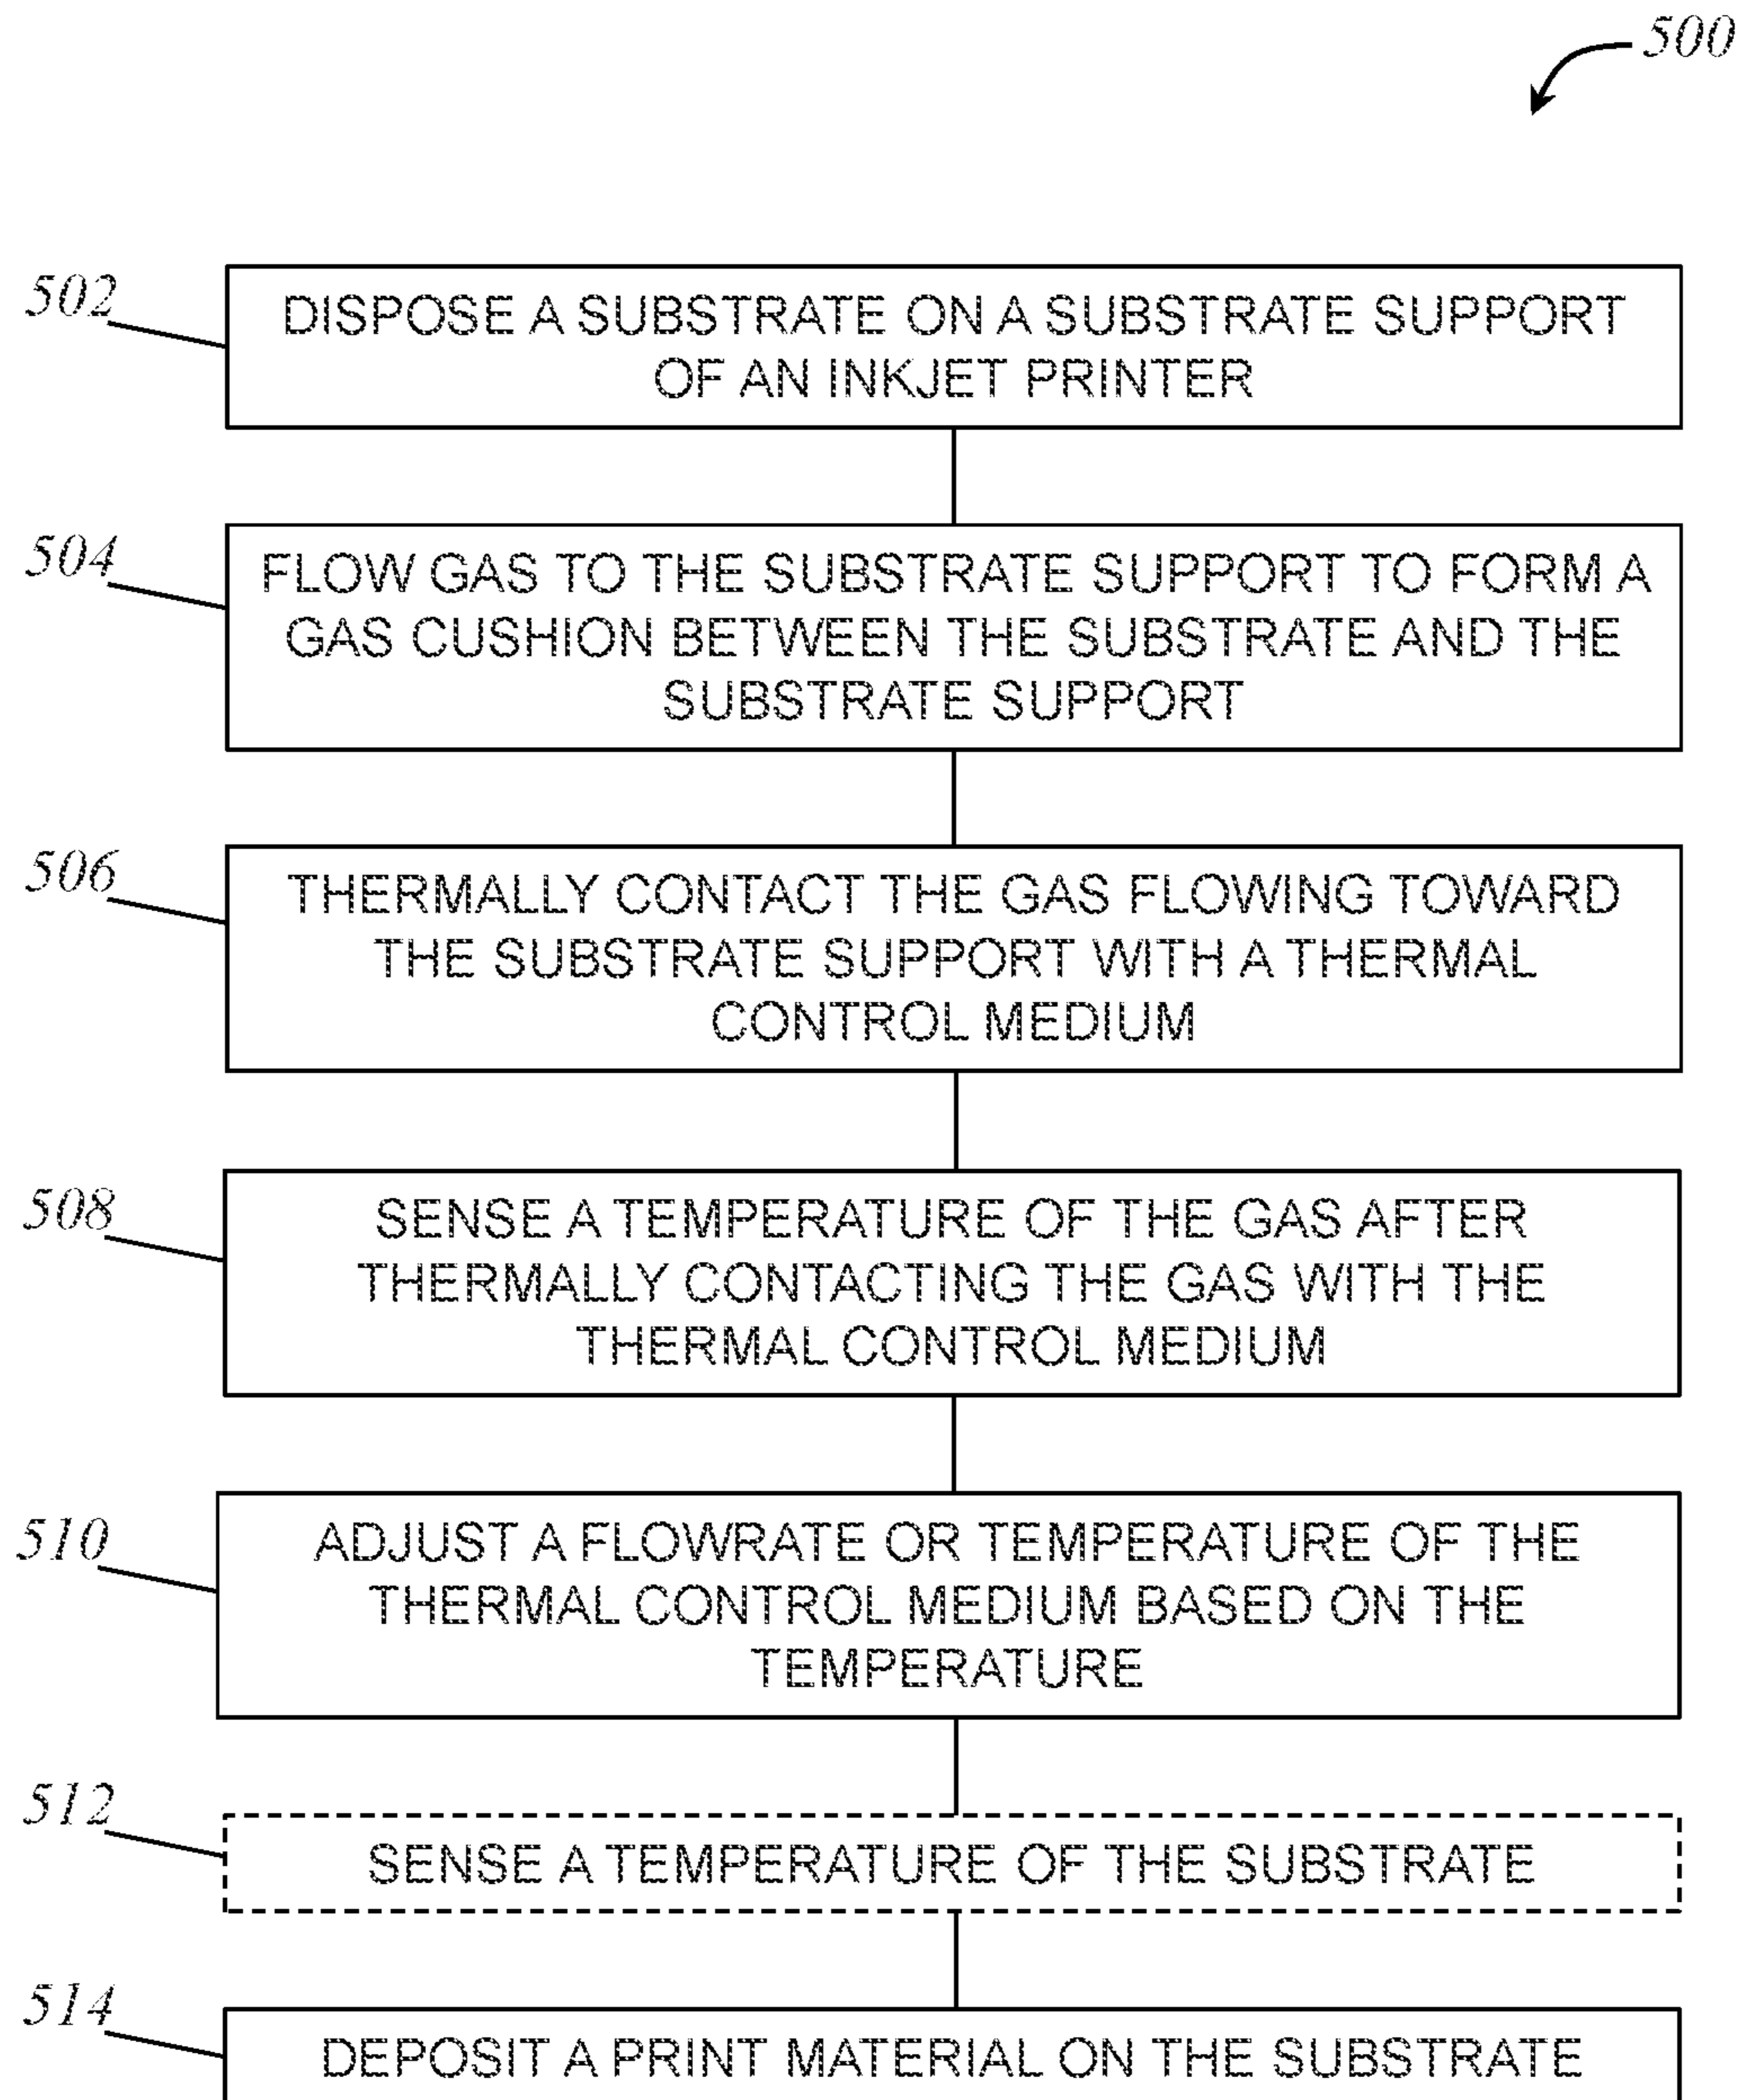 500
502
DISPOSE A SUBSTRATE ON A SUBSTRATE SUPPORT
OF AN INKJET PRINTER
504
FLOW GAS TO THE SUBSTRATE SUPPORT TO FORM A
GAS CUSHION BETWEEN THE SUBSTRATE AND THE
SUBSTRATE SUPPORT
506
THERMALLY CONTACT THE GAS FLOWING TOWARD
THE SUBSTRATE SUPPORT WITH A THERMAL
CONTROL MEDIUM
508
SENSE A TEMPERATURE OF THE GAS AFTER
THERMALLY CONTACTING THE GAS WITH THE
THERMAL CONTROL MEDIUM
510
ADJUST A FLOWRATE OR TEMPERATURE OF THE
THERMAL CONTROL MEDIUM BASED ON THE
TEMPERATURE
512
SENSE A TEMPERATURE OF THE SUBSTRATE
514
DEPOSIT A PRINT MATERIAL ON THE SUBSTRATE